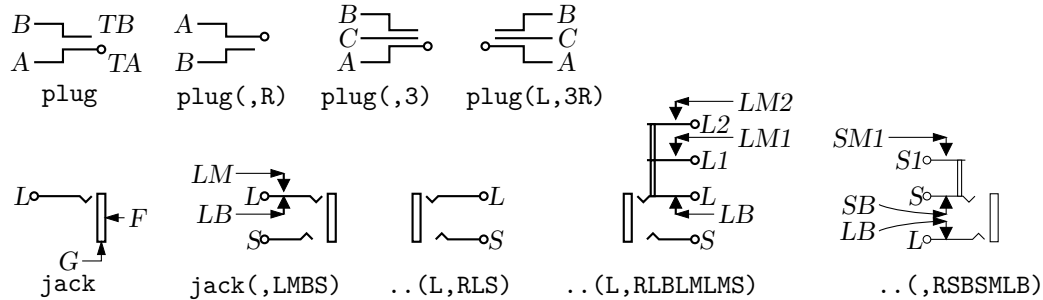 B TB
A TA
plug
A
B
plug(,R)
B
C
A
plug(,3)
B
C
A
plug(L,3R)
L
F
G
jack
LM
L
LB
S
jack(,LMBS)
L
S
..(L,RLS)
LM2
L2
LM1
L1
L
LB
S
..(L,RLBLMLMS)
SM1
S1
S
SB
LB
L
..(,RSBSMLB)